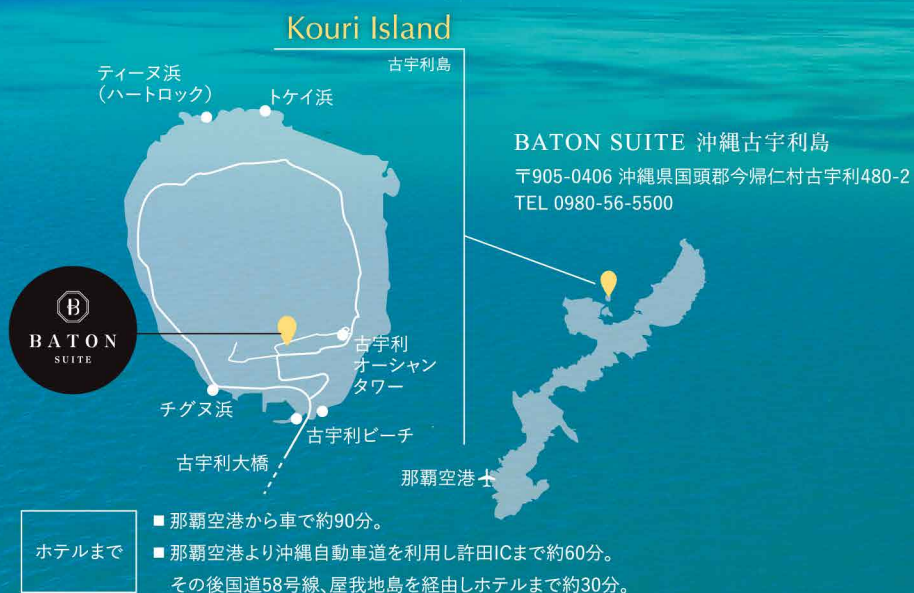 Kouri Island
古宇利島
ティーヌ浜
（ハートロック）
トケイ浜
BATON SUITE 沖縄古宇利島
〒905-0406 沖縄県国頭郡今帰仁村古宇利480-2
TEL 0980-56-5500
B
BATON
SUITE
古宇利
オーシャン
タワー
チグヌ浜
古宇利ビーチ
古宇利大橋
那覇空港
ホテルまで
■ 那覇空港から車で約90分。
■ 那覇空港より沖縄自動車道を利用し許田ICまで約60分。
その後国道58号線、屋我地島を経由しホテルまで約30分。